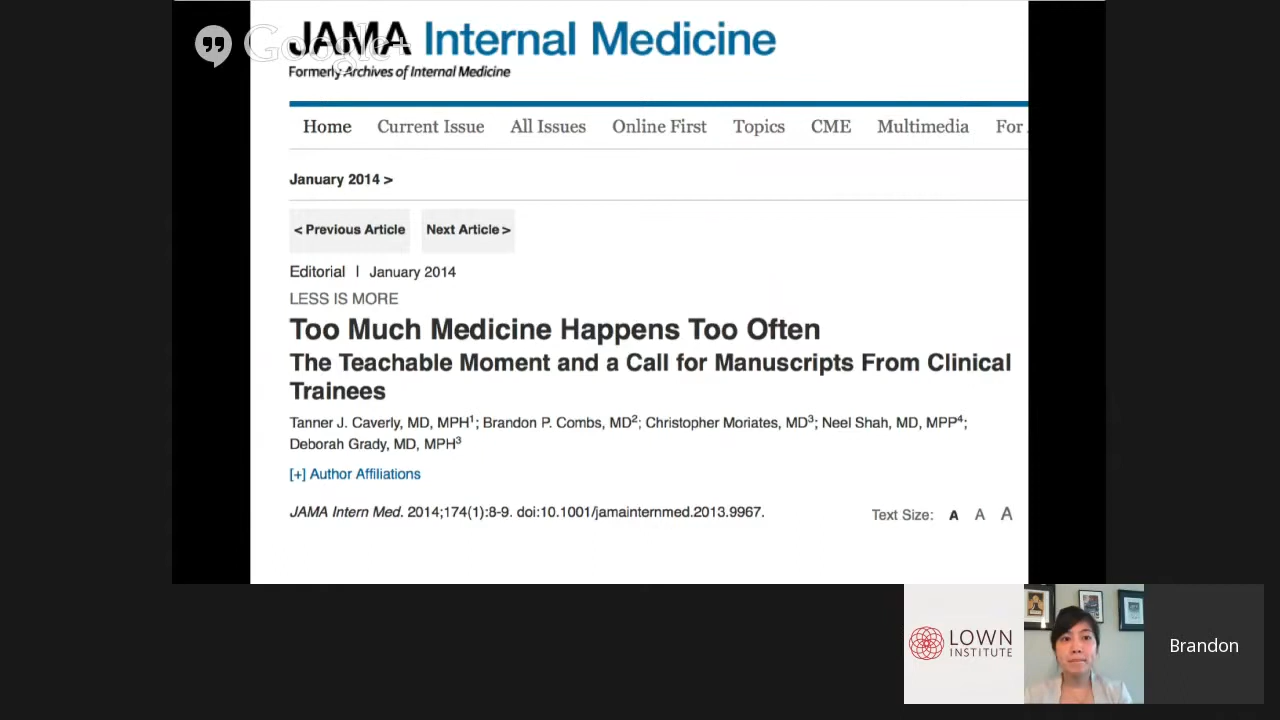 Google+
JAMA Internal Medicine
Formerly Archives of Internal Medicine
Home Current Issue All Issues Online First Topics CME Multimedia For
January 2014 >
< Previous Article Next Article >
Editorial | January 2014
LESS IS MORE
Too Much Medicine Happens Too Often
The Teachable Moment and a Call for Manuscripts From Clinical
Trainees
Tanner J. Caverly, MD, MPH1; Brandon P. Combs, MD2; Christopher Moriates, MD3; Neel Shah, MD, MPP4;
Deborah Grady, MD, MPH3
[+] Author Affiliations
JAMA Intern Med. 2014;174(1):8-9. doi:10.1001/jamainternmed.2013.9967.
Text Size: A A A
LOWN
INSTITUTE
Brandon